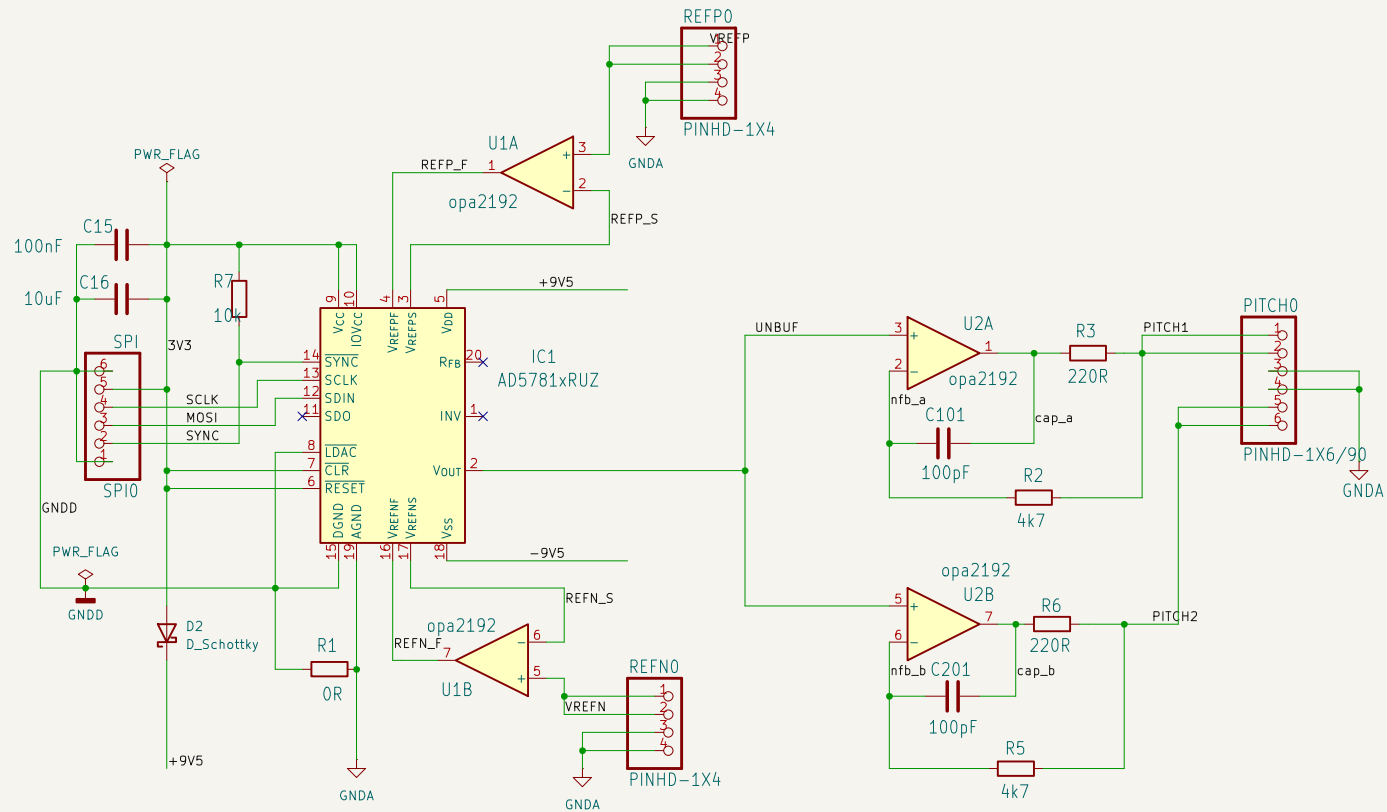 REFP0
VREFP
1
2
3
4
PINHD-1X4
GNDA
U1A
3
+
REFP_F
1
2
−
opa2192
REFP_S
PWR_FLAG
C15
100nF
R7
C16
10uF
10k
3V3
SPI
6
5
4
3
2
1
SPI0
SCLK
MOSI
SYNC
9
10
4
3
5
+9V5
VCC
IOVCC
VREFPF
VREFPS
VDD
14
SYNC
RFB
20
13
SCLK
12
SDIN
11
SDO
INV
1
8
LDAC
7
CLR
VOUT
2
6
RESET
DGND
AGND
VREFNF
VREFNS
VSS
15
19
16
17
18
-9V5
IC1
AD5781xRUZ
UNBUF
3
+
U2A
1
2
−
opa2192
R3
220R
PITCH1
PITCH0
1
2
3
4
5
6
PINHD-1X6/90
GNDA
nfb_a
C101
100pF
cap_a
R2
4k7
GNDD
PWR_FLAG
GNDD
D2
D_Schottky
+9V5
R1
0R
GNDA
REFN_S
opa2192
REFN_F
7
6
−
5
+
U1B
VREFN
REFN0
1
2
3
4
PINHD-1X4
GNDA
opa2192
U2B
5
+
7
6
−
R6
220R
PITCH2
nfb_b
C201
100pF
cap_b
R5
4k7